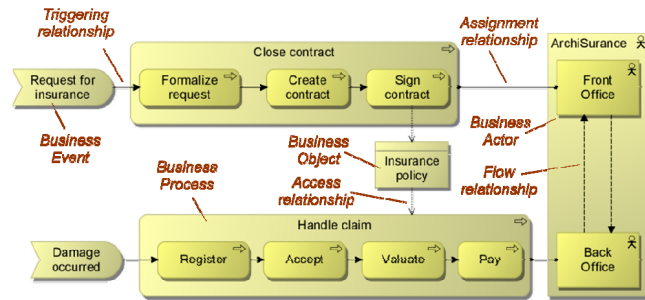 Triggering
relationship
Assignment
relationship
Close contract
ArchiSurance
Request for
insurance
Formalize
request
Create
contract
Sign
contract
Front
Office
Business
Event
Business
Object
Business
Actor
Insurance
policy
Business
Process
Access
relationship
Flow
relationship
Handle claim
Damage
occurred
Register
Accept
Valuate
Pay
Back
Office